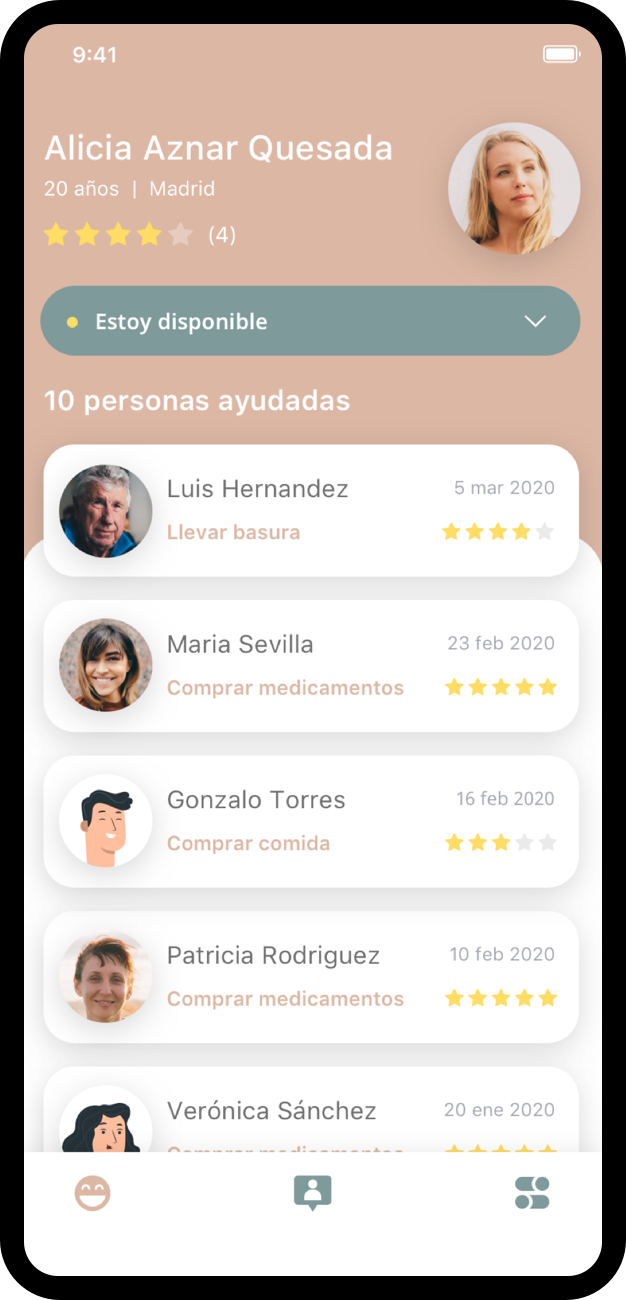 9:41
Alicia Aznar Quesada
20 años | Madrid
(4)
Estoy disponible
10 personas ayudadas
Luis Hernandez 5 mar 2020
Llevar basura
Maria Sevilla 23 feb 2020
Comprar medicamentos
Gonzalo Torres 16 feb 2020
Comprar comida
Patricia Rodriguez 10 feb 2020
Comprar medicamentos
Verónica Sánchez 20 ene 2020